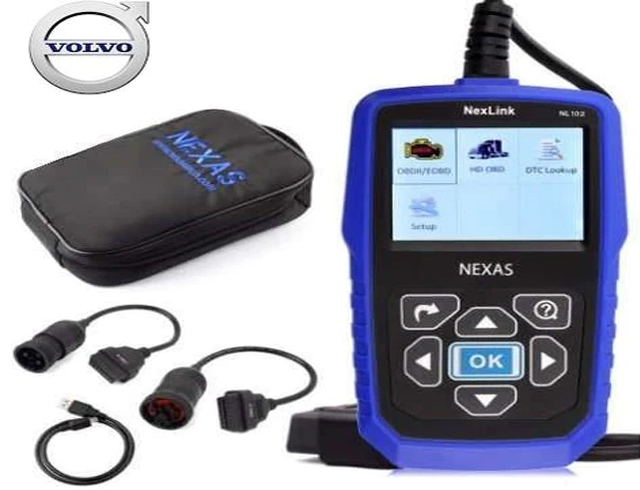 VOLVO
NEXAS
NexLink
NL102
OBDII/EOBD
HD OBD
DTC Lookup
Setup
NEXAS
OK